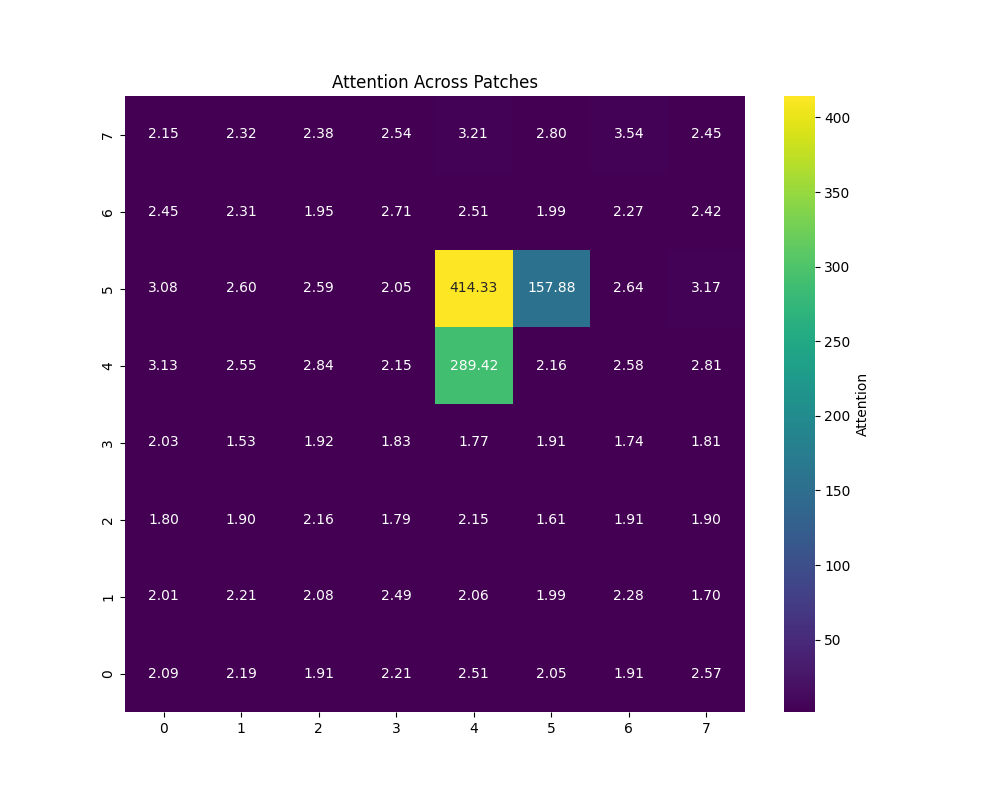 Attention Across Patches
7 2.15 2.32 2.38 2.54 3.21 2.80 3.54 2.45
6 2.45 2.31 1.95 2.71 2.51 1.99 2.27 2.42
5 3.08 2.60 2.59 2.05 414.33 157.88 2.64 3.17
4 3.13 2.55 2.84 2.15 289.42 2.16 2.58 2.81
3 2.03 1.53 1.92 1.83 1.77 1.91 1.74 1.81
2 1.80 1.90 2.16 1.79 2.15 1.61 1.91 1.90
1 2.01 2.21 2.08 2.49 2.06 1.99 2.28 1.70
0 2.09 2.19 1.91 2.21 2.51 2.05 1.91 2.57
0 1 2 3 4 5 6 7
400
350
300
250
200
150
100
50
Attention